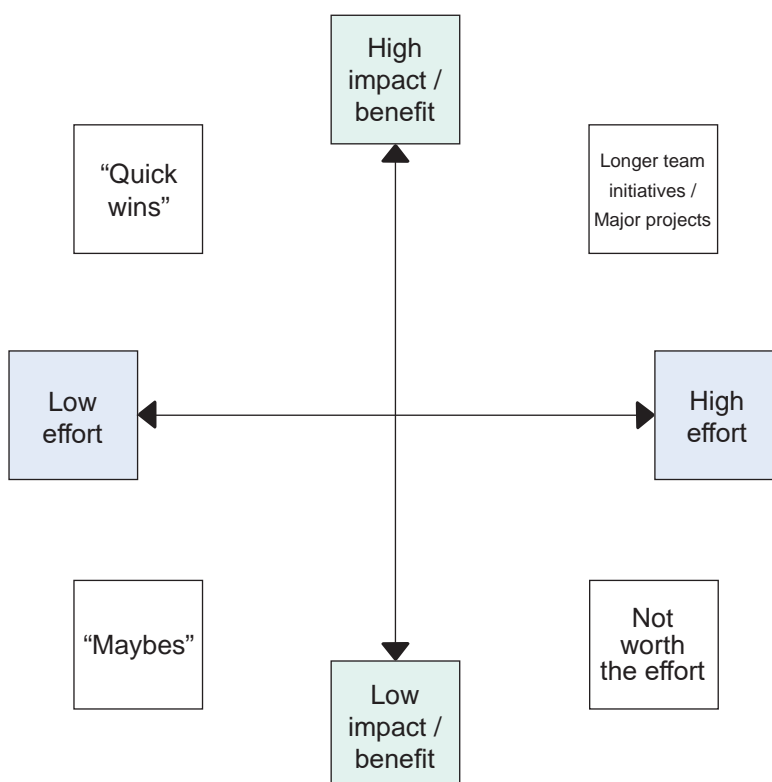 High
impact /
benefit
“Quick
wins”
Longer team
initiatives /
Major projects
Low
effort
High
effort
“Maybes”
Not
worth
the effort
Low
impact /
benefit